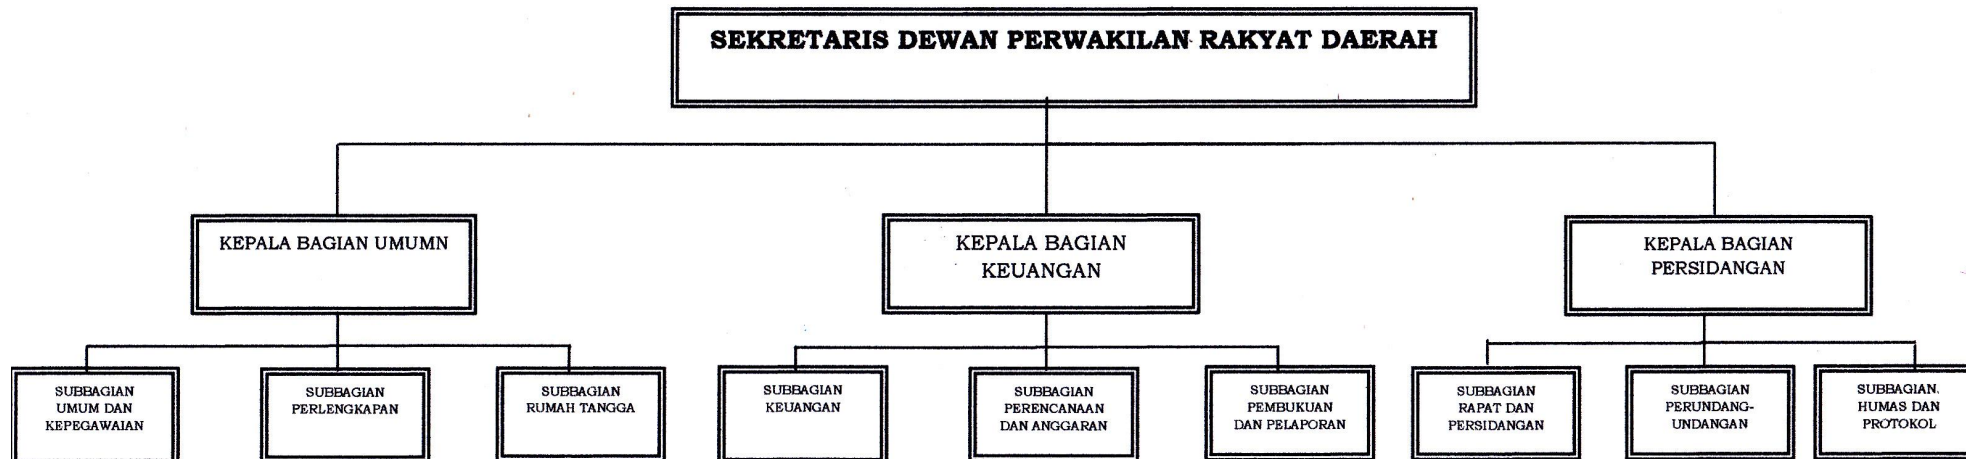 SEKRETARIS DEWAN PERWAKILAN RAKYAT DAERAH
KEPALA BAGIAN UMUMN
KEPALA BAGIAN
KEUANGAN
KEPALA BAGIAN
PERSIDANGAN
SUBBAGIAN
UMUM DAN
KEPEGAWAIAN
SUBBAGIAN
PERLENGKAPAN
SUBBAGIAN
RUMAH TANGGA
SUBBAGIAN
KEUANGAN
SUBBAGIAN
PERENCANAAN
DAN ANGGARAN
SUBBAGIAN
PEMBUKUAN
DAN PELAPORAN
SUBBAGIAN
RAPAT DAN
PERSIDANGAN
SUBBAGIAN
PERUNDANG-
UNDANGAN
SUBBAGIAN
HUMAS DAN
PROTOKOL